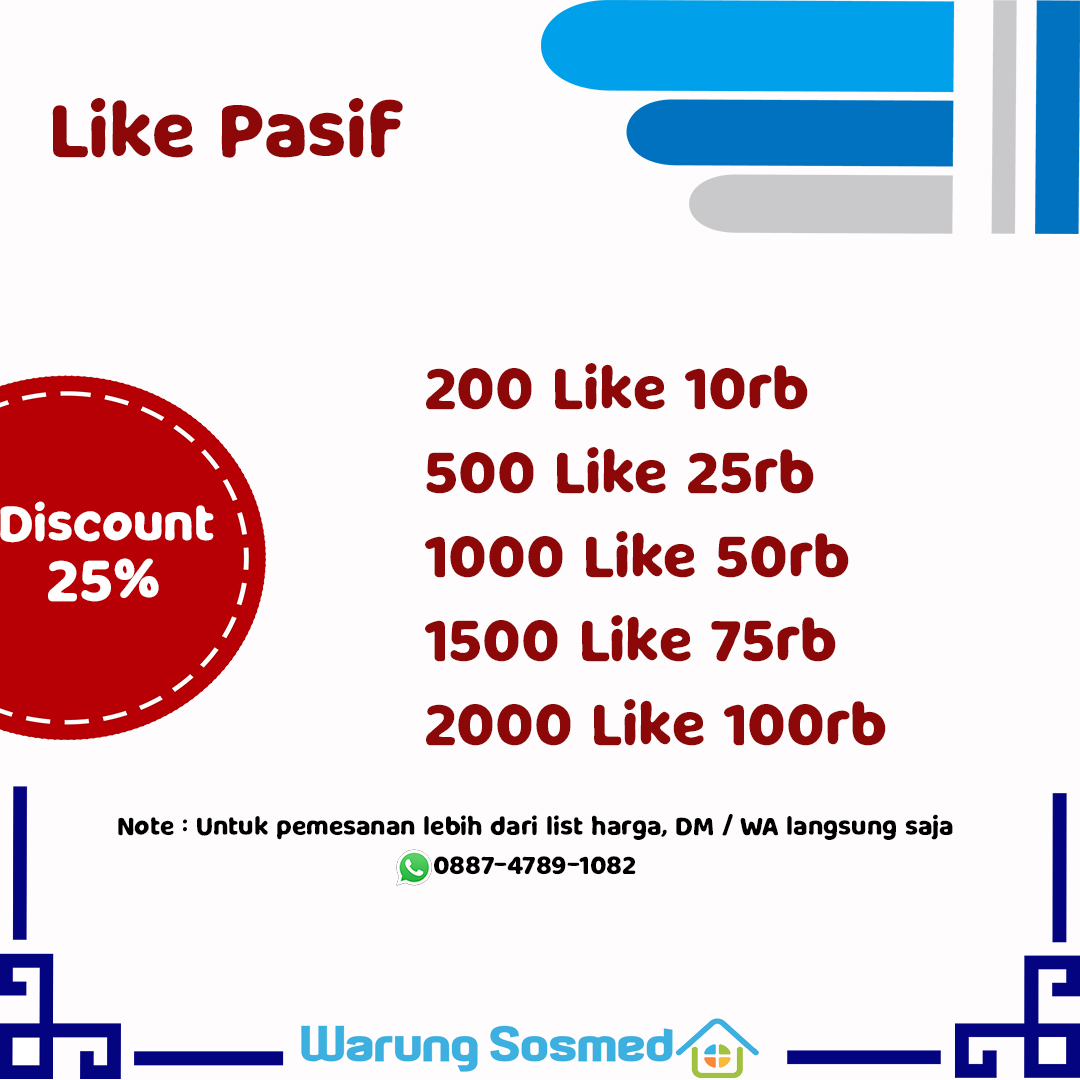 Like Pasif
200 Like 10rb
500 Like 25rb
1000 Like 50rb
1500 Like 75rb
2000 Like 100rb
Discount
25%
Note : Untuk pemesanan lebih dari list harga, DM / WA langsung saja
0887-4789-1082
Warung Sosmed